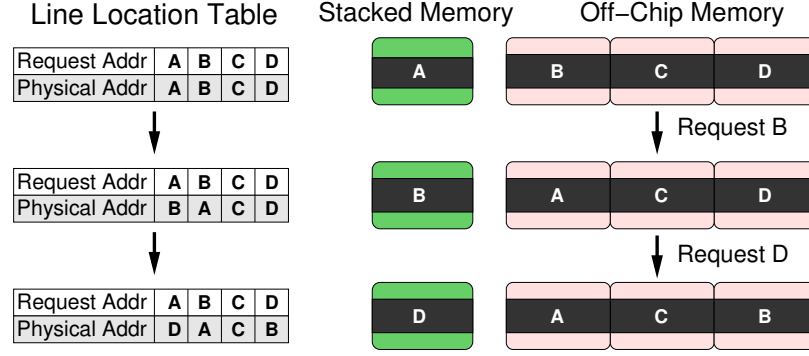 Line Location Table Stacked Memory Off−Chip Memory
Request Addr A B C D
Physical Addr A B C D
A B C D
Request B
Request Addr A B C D
Physical Addr B A C D
B A C D
Request D
Request Addr A B C D
Physical Addr D A C B
D A C B